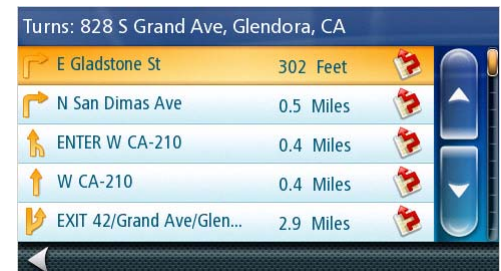 Turns: 828 S Grand Ave, Glendora, CA
E Gladstone St 302 Feet
N San Dimas Ave 0.5 Miles
ENTER W CA-210 0.4 Miles
W CA-210 0.4 Miles
EXIT 42/Grand Ave/Glen... 2.9 Miles